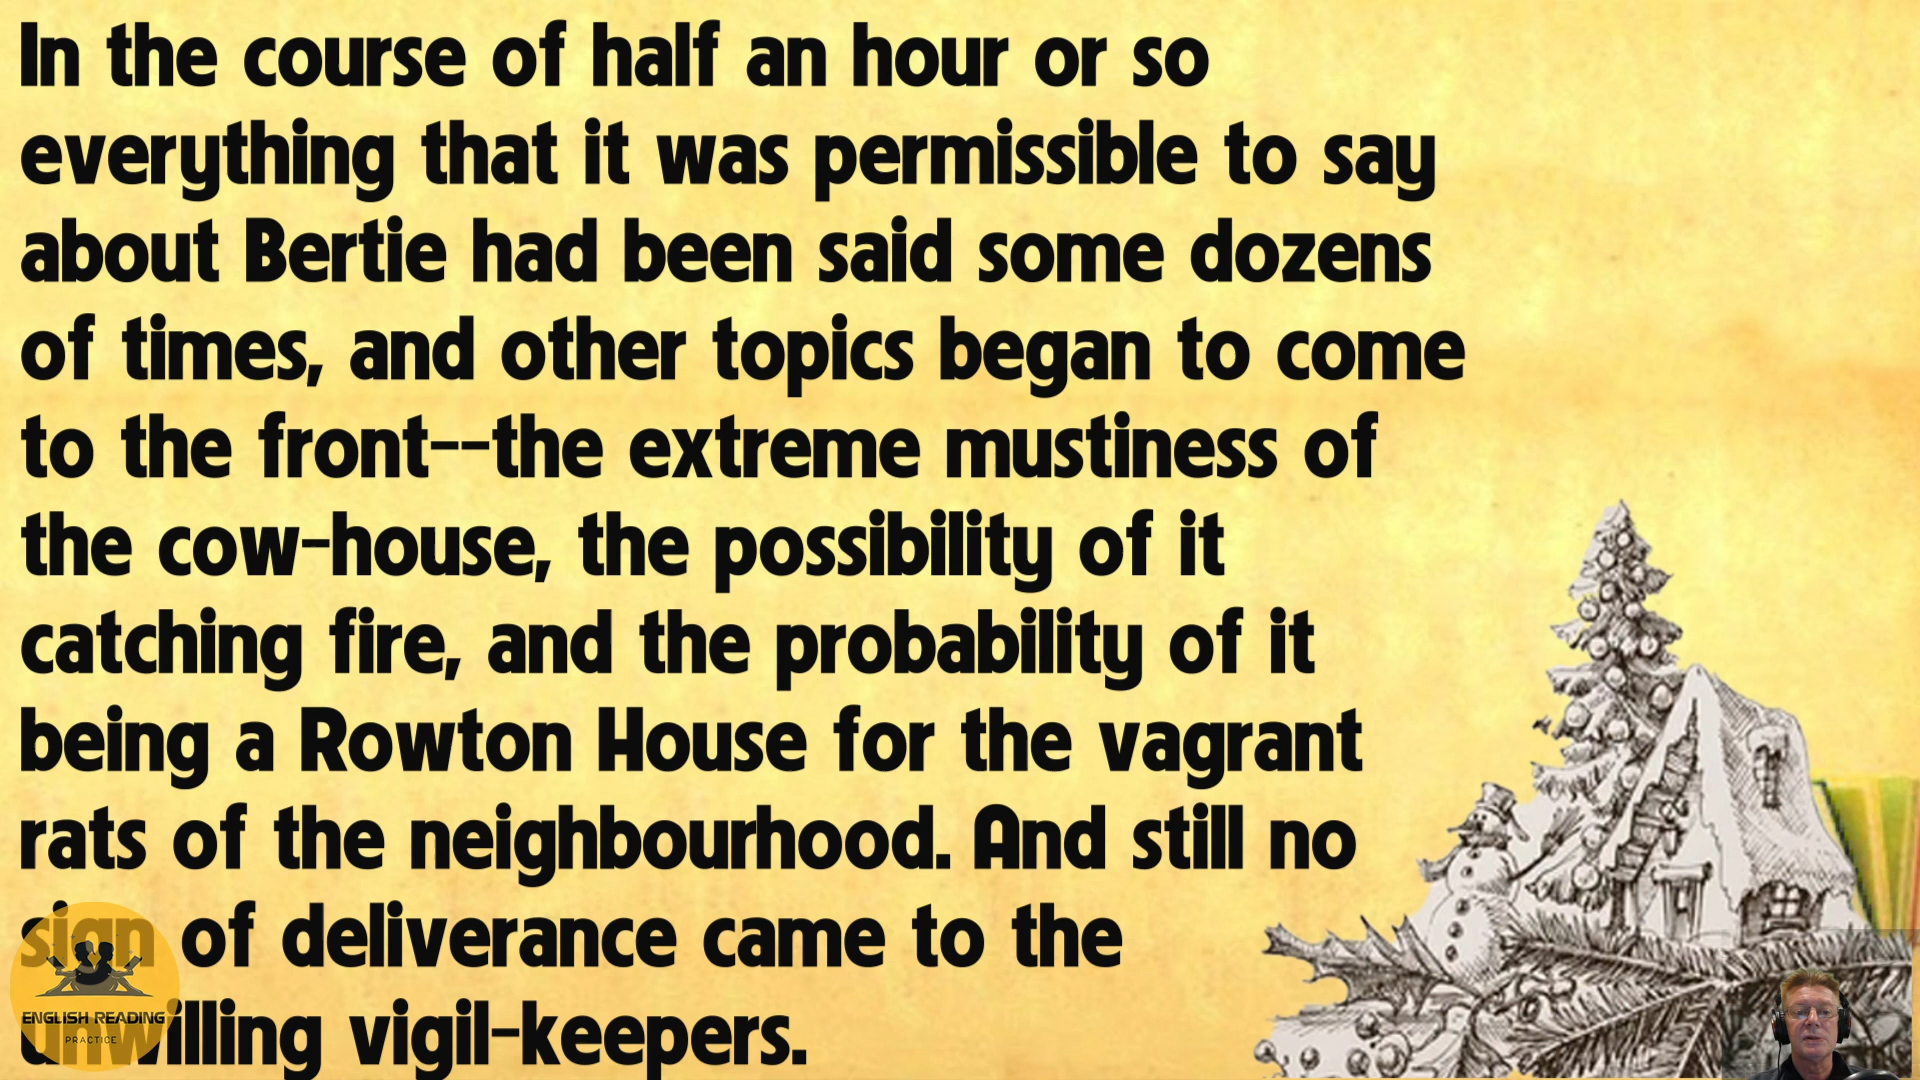 In the course of half an hour or so
everything that it was permissible to say
about Bertie had been said some dozens
of times, and other topics began to come
to the front--the extreme mustiness of
the cow-house, the possibility of it
catching fire, and the probability of it
being a Rowton House for the vagrant
rats of the neighbourhood. And still no
sign of deliverance came to the
unwilling vigil-keepers.
ENGLISH READING
PRACTICE